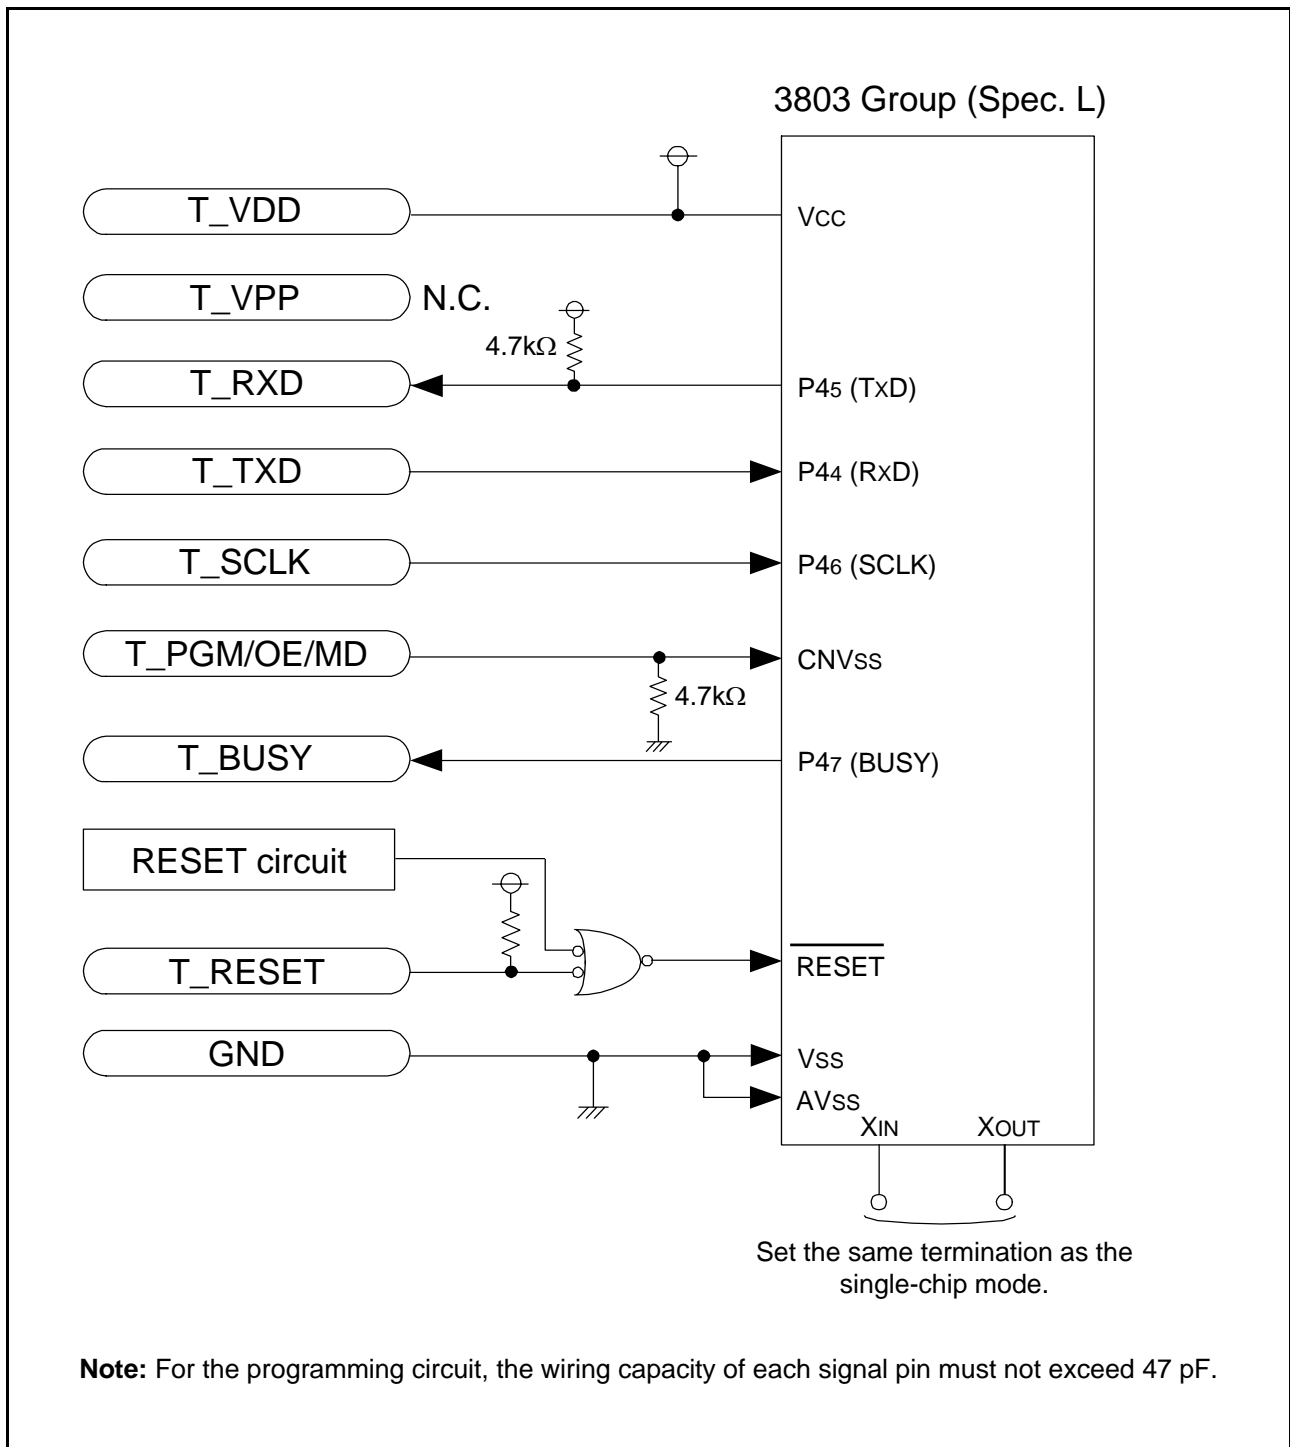 3803 Group (Spec. L)
T_VDD
VCC
T_VPP
N.C.
4.7kΩ
T_RXD
P45 (TXD)
T_TXD
P44 (RXD)
T_SCLK
P46 (SCLK)
T_PGM/OE/MD
CNVSS
4.7kΩ
T_BUSY
P47 (BUSY)
RESET circuit
T_RESET
RESET
GND
VSS
AVSS
XIN XOUT
Set the same termination as the
single-chip mode.
Note: For the programming circuit, the wiring capacity of each signal pin must not exceed 47 pF.